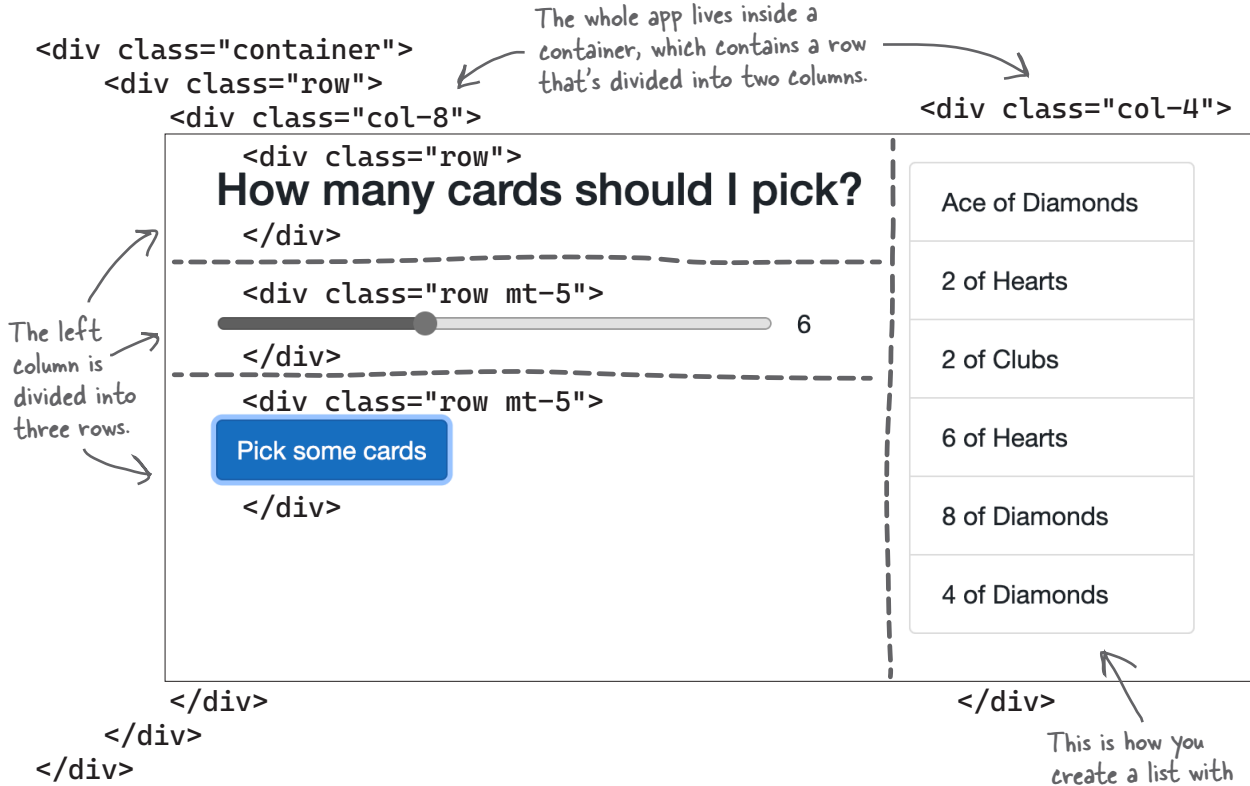 The whole app lives inside a
container, which contains a row
that's divided into two columns.
<div class="container">
<div class="row">
<div class="col-8">
<div class="col-4">
<div class="row">
How many cards should I pick?
</div>
<div class="row mt-5">
6
</div>
<div class="row mt-5">
Pick some cards
</div>
The left
column is
divided into
three rows.
Ace of Diamonds
2 of Hearts
2 of Clubs
6 of Hearts
8 of Diamonds
4 of Diamonds
</div>
</div>
</div>
</div>
This is how you
create a list with